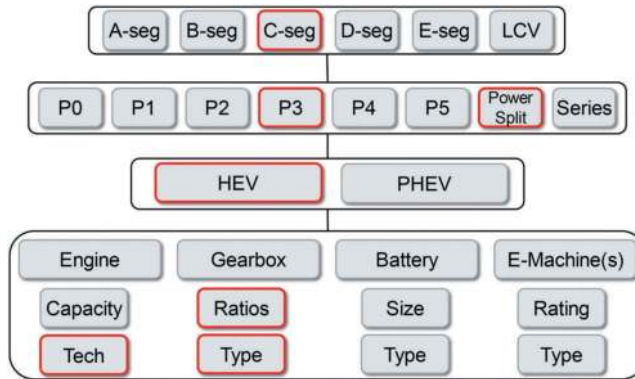 A-seg B-seg C-seg D-seg E-seg LCV
P0 P1 P2 P3 P4 P5 Power Split Series
HEV PHEV
Engine Gearbox Battery E-Machine(s)
Capacity Ratios Size Rating
Tech Type Type Type